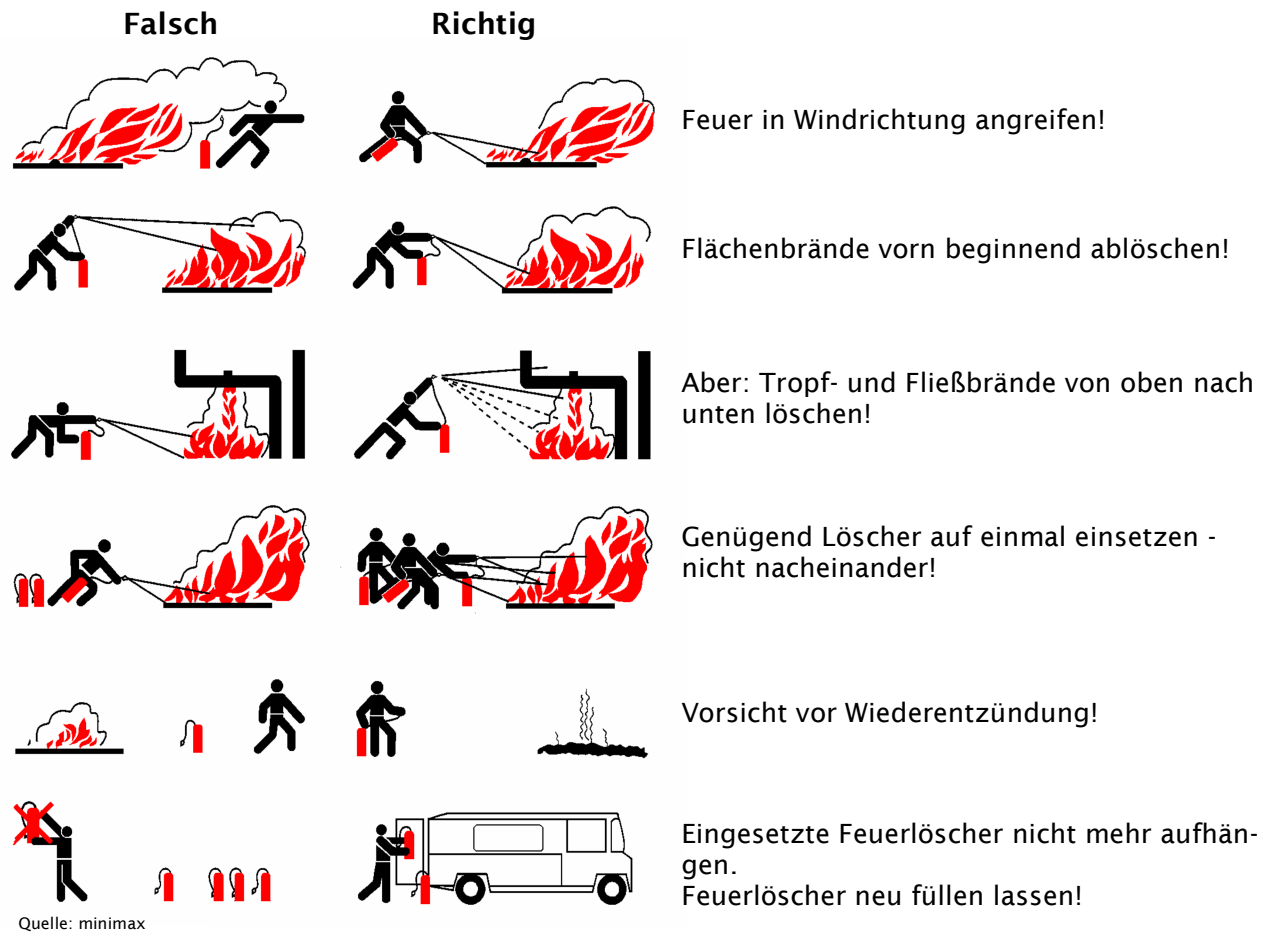 Falsch Richtig
Feuer in Windrichtung angreifen!
Flächenbrände vorn beginnend ablöschen!
Aber: Tropf- und Fließbrände von oben nach
unten löschen!
Genügend Löscher auf einmal einsetzen -
nicht nacheinander!
Vorsicht vor Wiederentzündung!
Eingesetzte Feuerlöscher nicht mehr aufhän-
gen.
Feuerlöscher neu füllen lassen!
Quelle: minimax